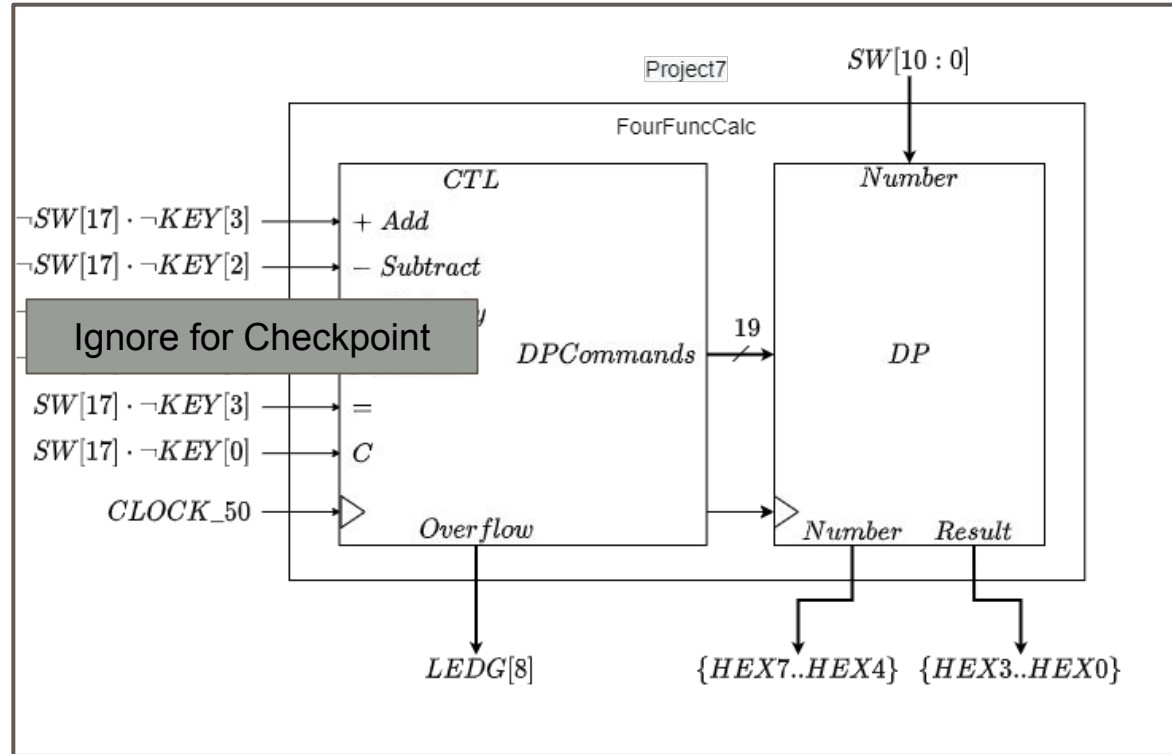 Project7
SW[10 : 0]
FourFuncCalc
CTL
Number
¬SW[17] · ¬KEY[3]
+ Add
¬SW[17] · ¬KEY[2]
− Subtract
Ignore for Checkpoint
19
DPCommands
DP
SW[17] · ¬KEY[3]
=
SW[17] · ¬KEY[0]
C
CLOCK_50
Overflow
Number
Result
LEDG[8]
{HEX7..HEX4}
{HEX3..HEX0}